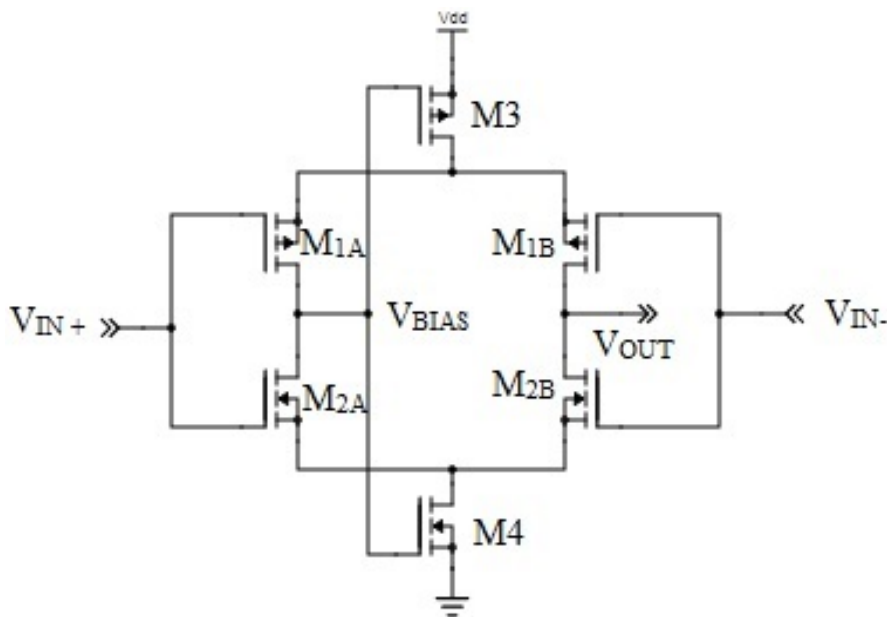 Vdd
M3
M1A
M1B
VIN +
VBIAS
VOUT
VIN-
M2A
M2B
M4